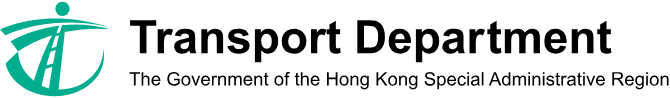 Transport Department
The Government of the Hong Kong Special Administrative Region